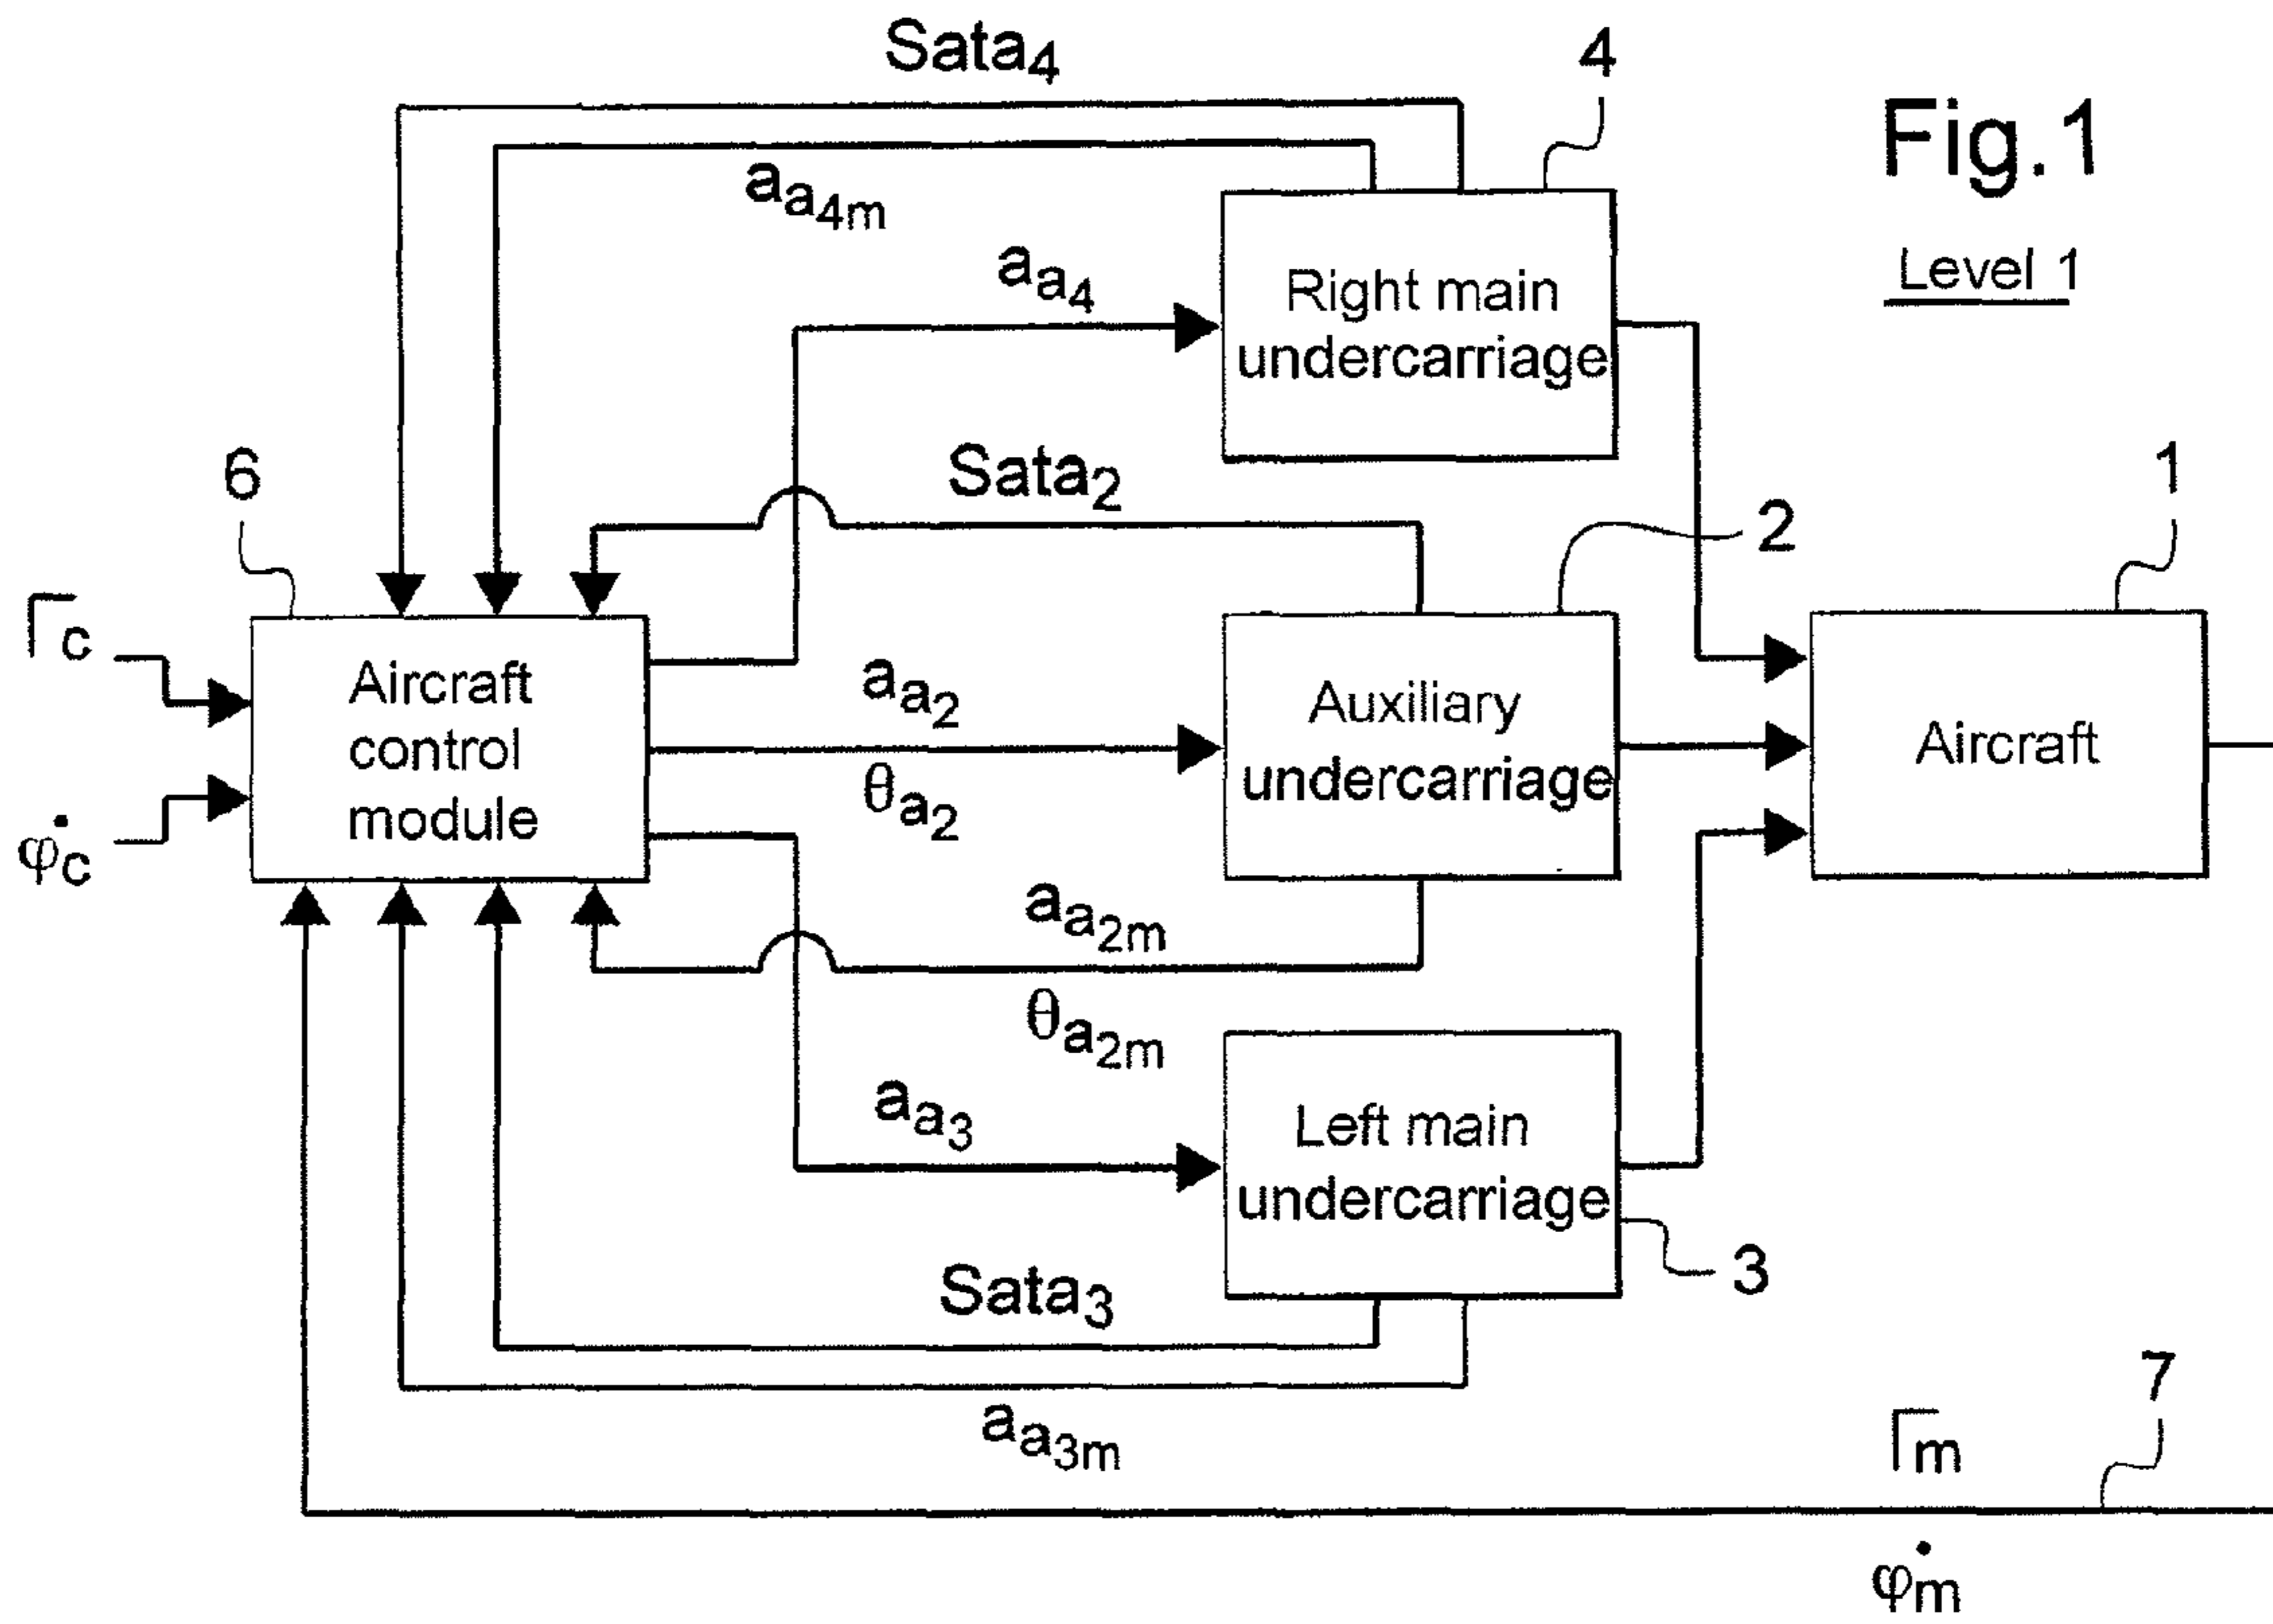 Sata4
4
Fig.1
Level 1
aa4m
aa4
Right main
undercarriage
6
Sata2
2
1
Γc
φ̇c
Aircraft
control
module
aa2
θa2
Auxiliary
undercarriage
Aircraft
aa2m
θa2m
aa3
Left main
undercarriage
3
Sata3
aa3m
7
Γm
φ̇m